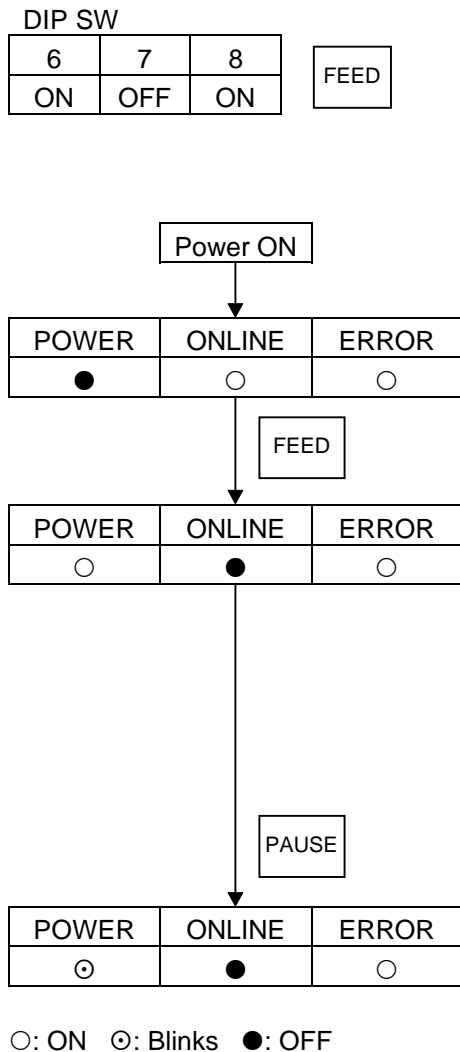 DIP SW
6 7 8
ON OFF ON
FEED
Power ON
POWER ONLINE ERROR
● ○ ○
FEED
POWER ONLINE ERROR
○ ● ○
PAUSE
POWER ONLINE ERROR
⊙ ● ○
○: ON ⊙: Blinks ●: OFF